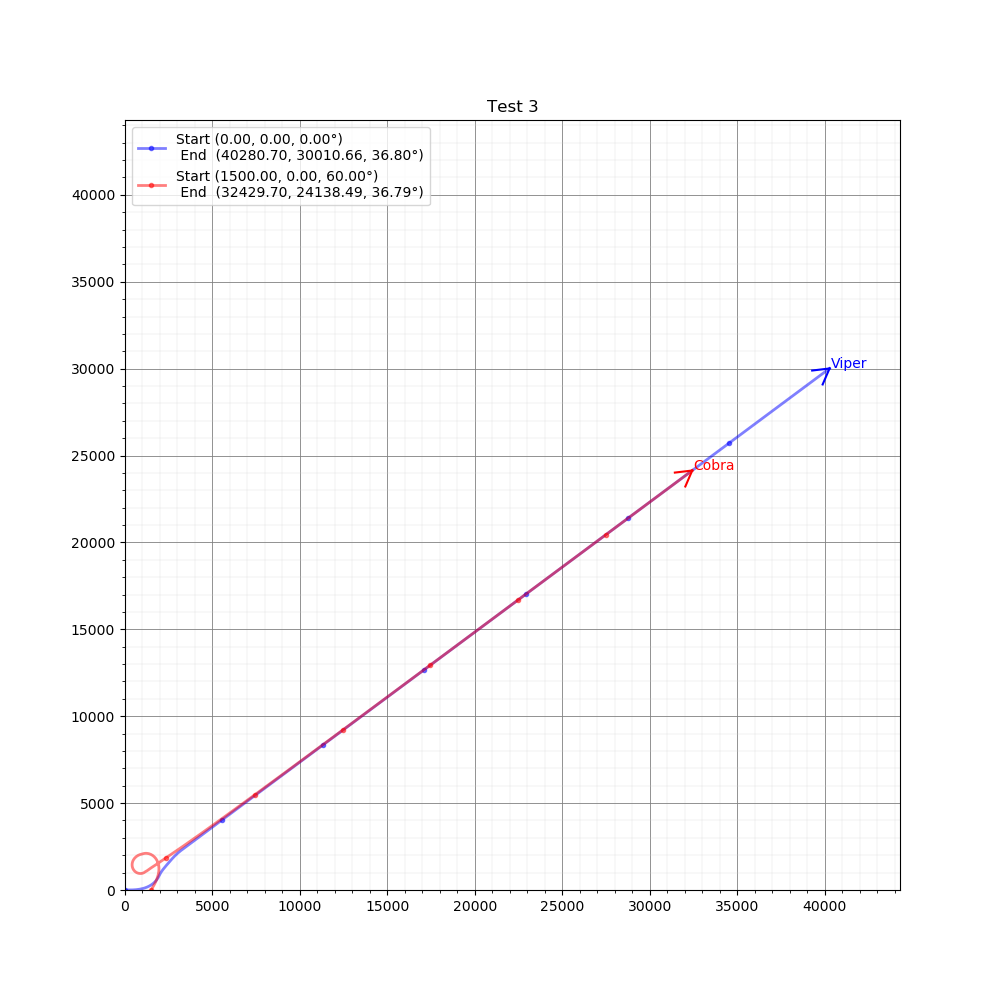 Test 3
Start (0.00, 0.00, 0.00°)
End (40280.70, 30010.66, 36.80°)
Start (1500.00, 0.00, 60.00°)
End (32429.70, 24138.49, 36.79°)
40000
35000
30000
25000
20000
15000
10000
5000
0
Viper
Cobra
0 5000 10000 15000 20000 25000 30000 35000 40000